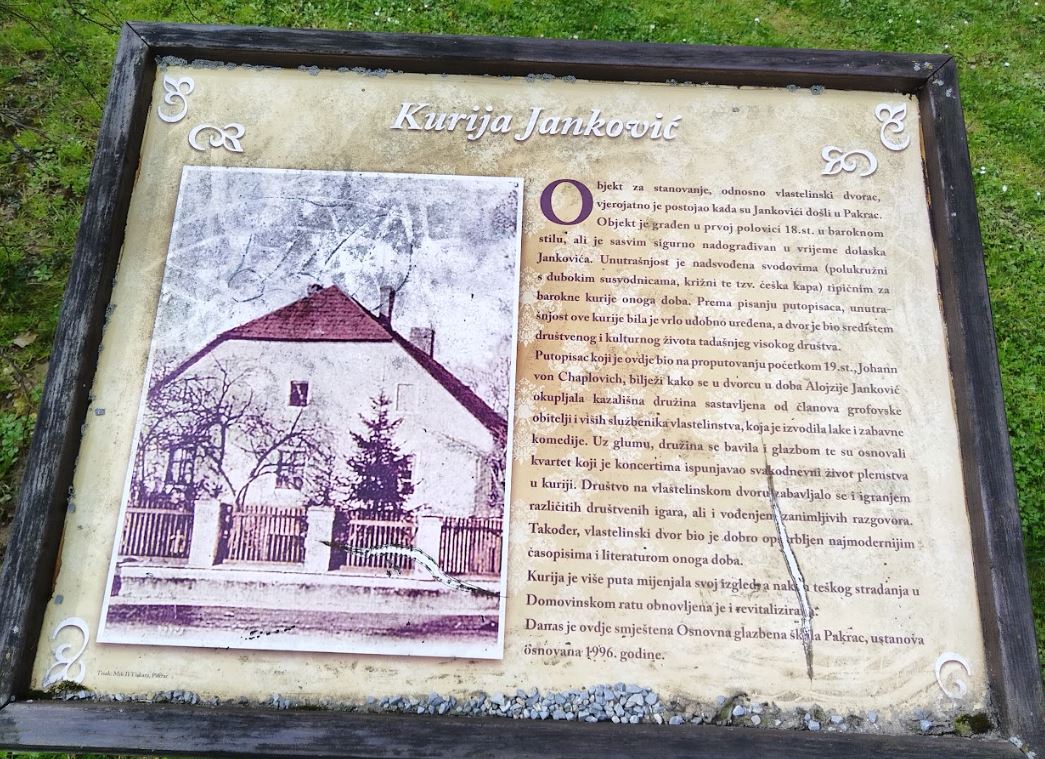 Kurija Janković
Objekt za stanovanje, odnosno vlastelinski dvorac,
vjerojatno je postojao kada su Jankovići došli u Pakrac.
Objekt je građen u prvoj polovici 18.st. u baroknom
stilu, ali je sasvim sigurno nadograđivan u vrijeme dolaska
Jankovića. Unutrašnjost je nadsvođena svodovima (polukružni
s dubokim susvodnicama, križni te tzv. češka kapa) tipičnim za
barokne kurije onoga doba. Prema pisanju putopisaca, unutra-
šnjost ove kurije bila je vrlo udobno uređena, a dvor je bio središtem
društvenog i kulturnog života tadašnjeg visokog društva.
Putopisac koji je ovdje bio na proputovanju početkom 19.st., Johann
von Chaplovich, bilježi kako se u dvorcu u doba Alojzije Janković
okupljala kazališna družina sastavljena od članova grofovske
obitelji i viših službenika vlastelinstva, koja je izvodila lake i zabavne
komedije. Uz glumu, družina se bavila i glazbom te su osnovali
kvartet koji je koncertima ispunjavao svakodnevni život plemstva
u kuriji. Društvo na vlastelinskom dvoru zabavljalo se i igranjem
različitih društvenih igara, ali i vođenjem zanimljivih razgovora.
Također, vlastelinski dvor bio je dobro opskrbljen najmodernijim
časopisima i literaturom onoga doba.
Kurija je više puta mijenjala svoj izgled, a nakon teškog stradanja u
Domovinskom ratu obnovljena je i revitalizirana.
Danas je ovdje smještena Osnovna glazbena škola Pakrac, ustanova
osnovana 1996. godine.